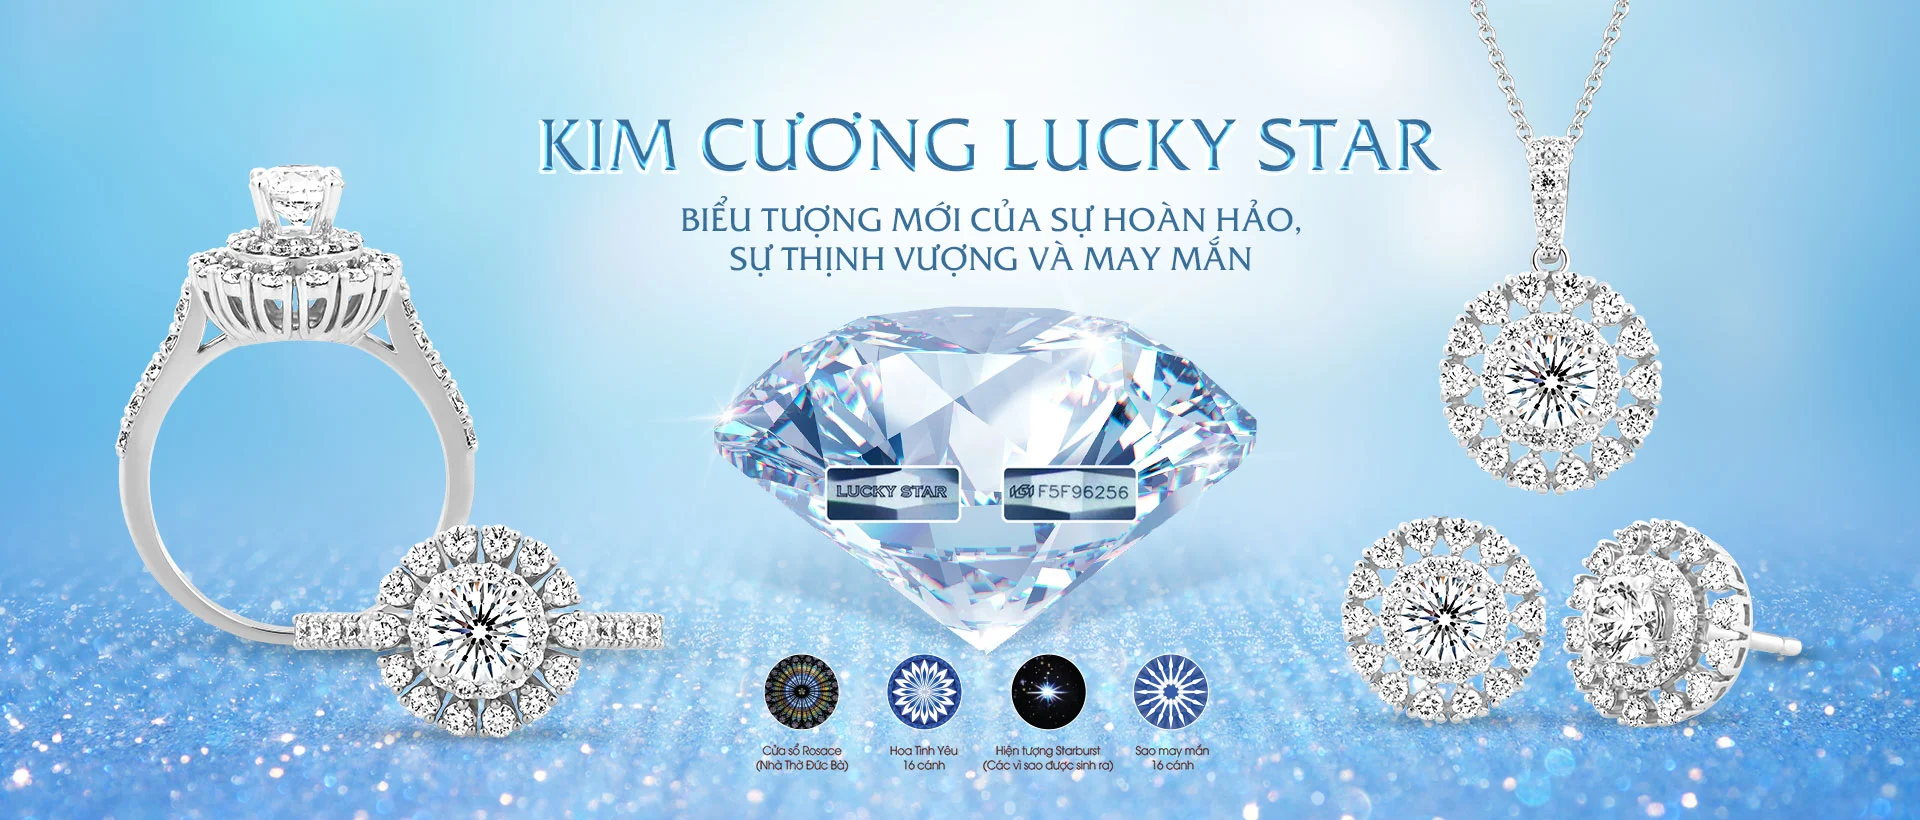 KIM CƯƠNG LUCKY STAR
BIỂU TƯỢNG MỚI CỦA SỰ HOÀN HẢO,
SỰ THỊNH VƯỢNG VÀ MAY MẮN
LUCKY STAR
F5F96256
Cửa sổ Rosace
(Nhà Thờ Đức Bà)
Hoa Tình Yêu
16 cánh
Hiện tượng Starburst
(Các vì sao được sinh ra)
Sao may mắn
16 cánh